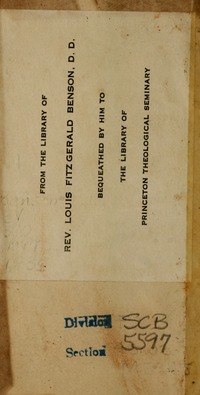 FROM THE LIBRARY OF
REV. LOUIS FITZGERALD BENSON, D. D.
BEQUEATHED BY HIM TO
THE LIBRARY OF
PRINCETON THEOLOGICAL SEMINARY
Division SCB
Section 5597